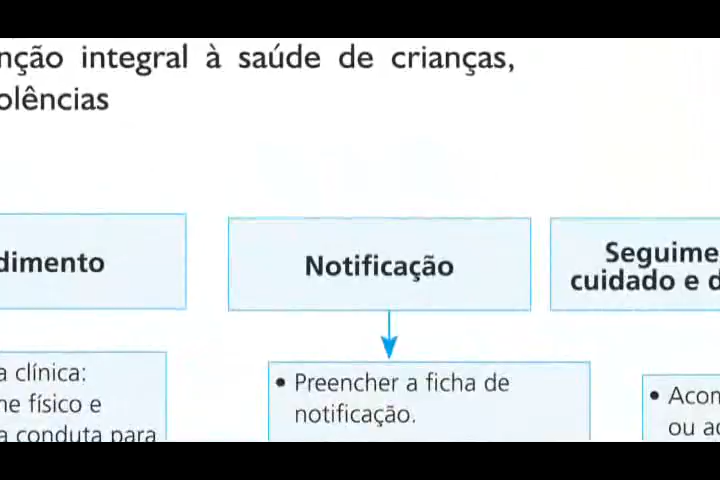 nção integral à saúde de crianças,
olências
dimento
Notificação
Seguime
cuidado e d
a clínica:
ne físico e
a conduta para
• Preencher a ficha de
notificação.
• Acon
ou ac